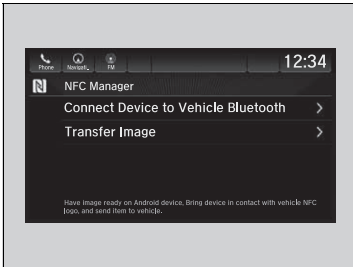 12:34
Phone
Navigati...
FM
NFC Manager
Connect Device to Vehicle Bluetooth
Transfer Image
Have image ready on Android device, Bring device in contact with vehicle NFC
logo, and send item to vehicle.